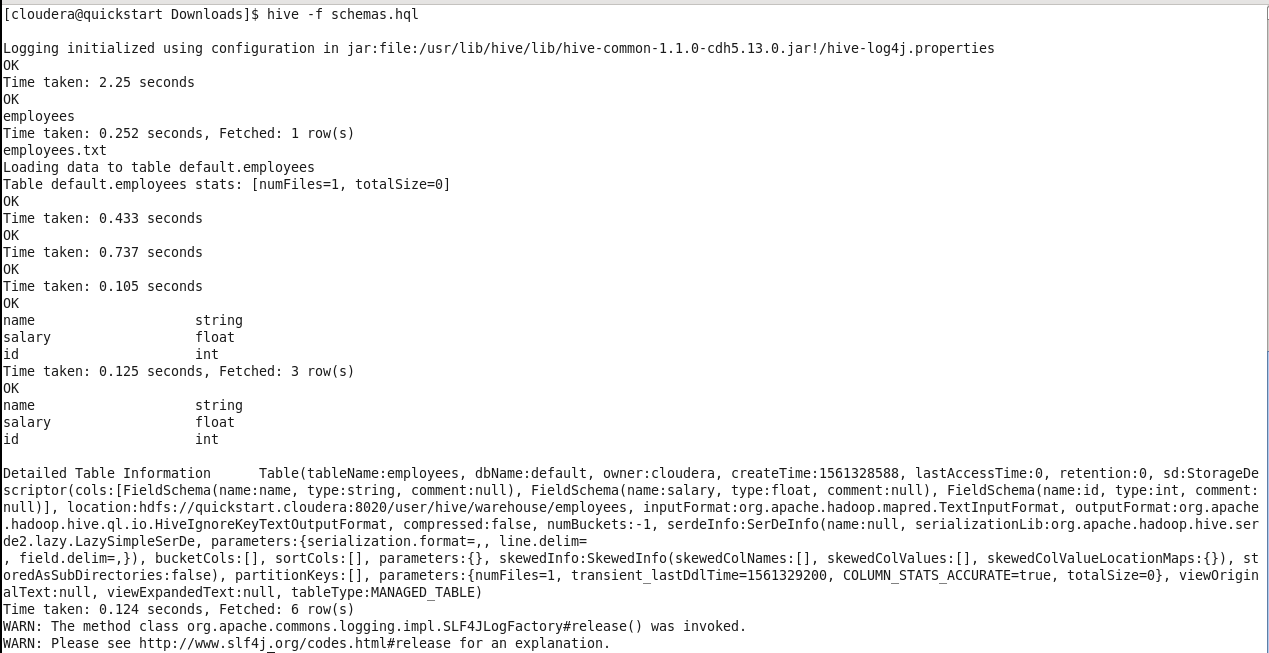 [cloudera@quickstart Downloads]$ hive -f schemas.hql
Logging initialized using configuration in jar:file:/usr/lib/hive/lib/hive-common-1.1.0-cdh5.13.0.jar!/hive-log4j.properties
OK
Time taken: 2.25 seconds
OK
employees
Time taken: 0.252 seconds, Fetched: 1 row(s)
employees.txt
Loading data to table default.employees
Table default.employees stats: [numFiles=1, totalSize=0]
OK
Time taken: 0.433 seconds
OK
Time taken: 0.737 seconds
OK
Time taken: 0.105 seconds
OK
name                    string
salary                  float
id                      int
Time taken: 0.125 seconds, Fetched: 3 row(s)
OK
name                    string
salary                  float
id                      int
Detailed Table Information      Table(tableName:employees, dbName:default, owner:cloudera, createTime:1561328588, lastAccessTime:0, retention:0, sd:StorageDe
scriptor(cols:[FieldSchema(name:name, type:string, comment:null), FieldSchema(name:salary, type:float, comment:null), FieldSchema(name:id, type:int, comment:
null)], location:hdfs://quickstart.cloudera:8020/user/hive/warehouse/employees, inputFormat:org.apache.hadoop.mapred.TextInputFormat, outputFormat:org.apache
.hadoop.hive.ql.io.HiveIgnoreKeyTextOutputFormat, compressed:false, numBuckets:-1, serdeInfo:SerDeInfo(name:null, serializationLib:org.apache.hadoop.hive.ser
de2.lazy.LazySimpleSerDe, parameters:{serialization.format=,, line.delim=
, field.delim=,}), bucketCols:[], sortCols:[], parameters:{}, skewedInfo:SkewedInfo(skewedColNames:[], skewedColValues:[], skewedColValueLocationMaps:{}), st
oredAsSubDirectories:false), partitionKeys:[], parameters:{numFiles=1, transient_lastDdlTime=1561329200, COLUMN_STATS_ACCURATE=true, totalSize=0}, viewOrigin
alText:null, viewExpandedText:null, tableType:MANAGED_TABLE)
Time taken: 0.124 seconds, Fetched: 6 row(s)
WARN: The method class org.apache.commons.logging.impl.SLF4JLogFactory#release() was invoked.
WARN: Please see http://www.slf4j.org/codes.html#release for an explanation.